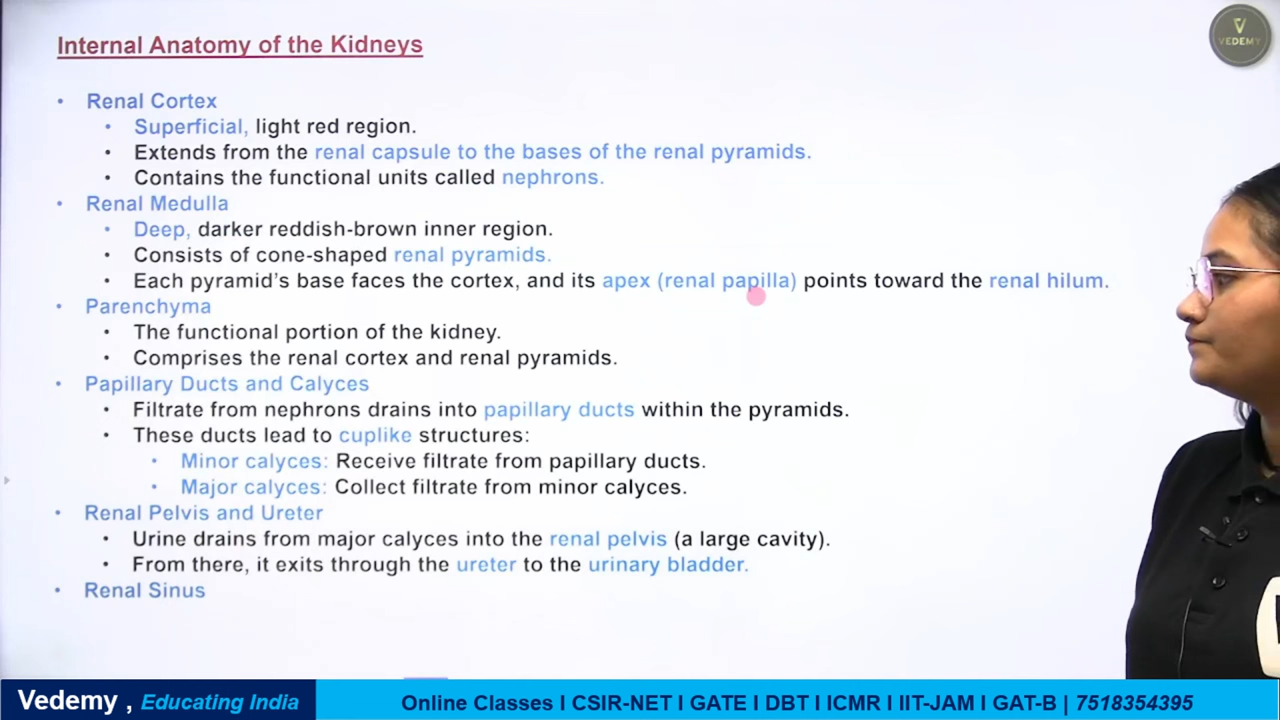 Internal Anatomy of the Kidneys
VEDEMY
• Renal Cortex
• Superficial, light red region.
• Extends from the renal capsule to the bases of the renal pyramids.
• Contains the functional units called nephrons.
• Renal Medulla
• Deep, darker reddish-brown inner region.
• Consists of cone-shaped renal pyramids.
• Each pyramid's base faces the cortex, and its apex (renal papilla) points toward the renal hilum.
• Parenchyma
• The functional portion of the kidney.
• Comprises the renal cortex and renal pyramids.
• Papillary Ducts and Calyces
• Filtrate from nephrons drains into papillary ducts within the pyramids.
• These ducts lead to cuplike structures:
• Minor calyces: Receive filtrate from papillary ducts.
• Major calyces: Collect filtrate from minor calyces.
• Renal Pelvis and Ureter
• Urine drains from major calyces into the renal pelvis (a large cavity).
• From there, it exits through the ureter to the urinary bladder.
• Renal Sinus
Vedemy , Educating India
Online Classes I CSIR-NET I GATE I DBT I ICMR I IIT-JAM I GAT-B | 7518354395